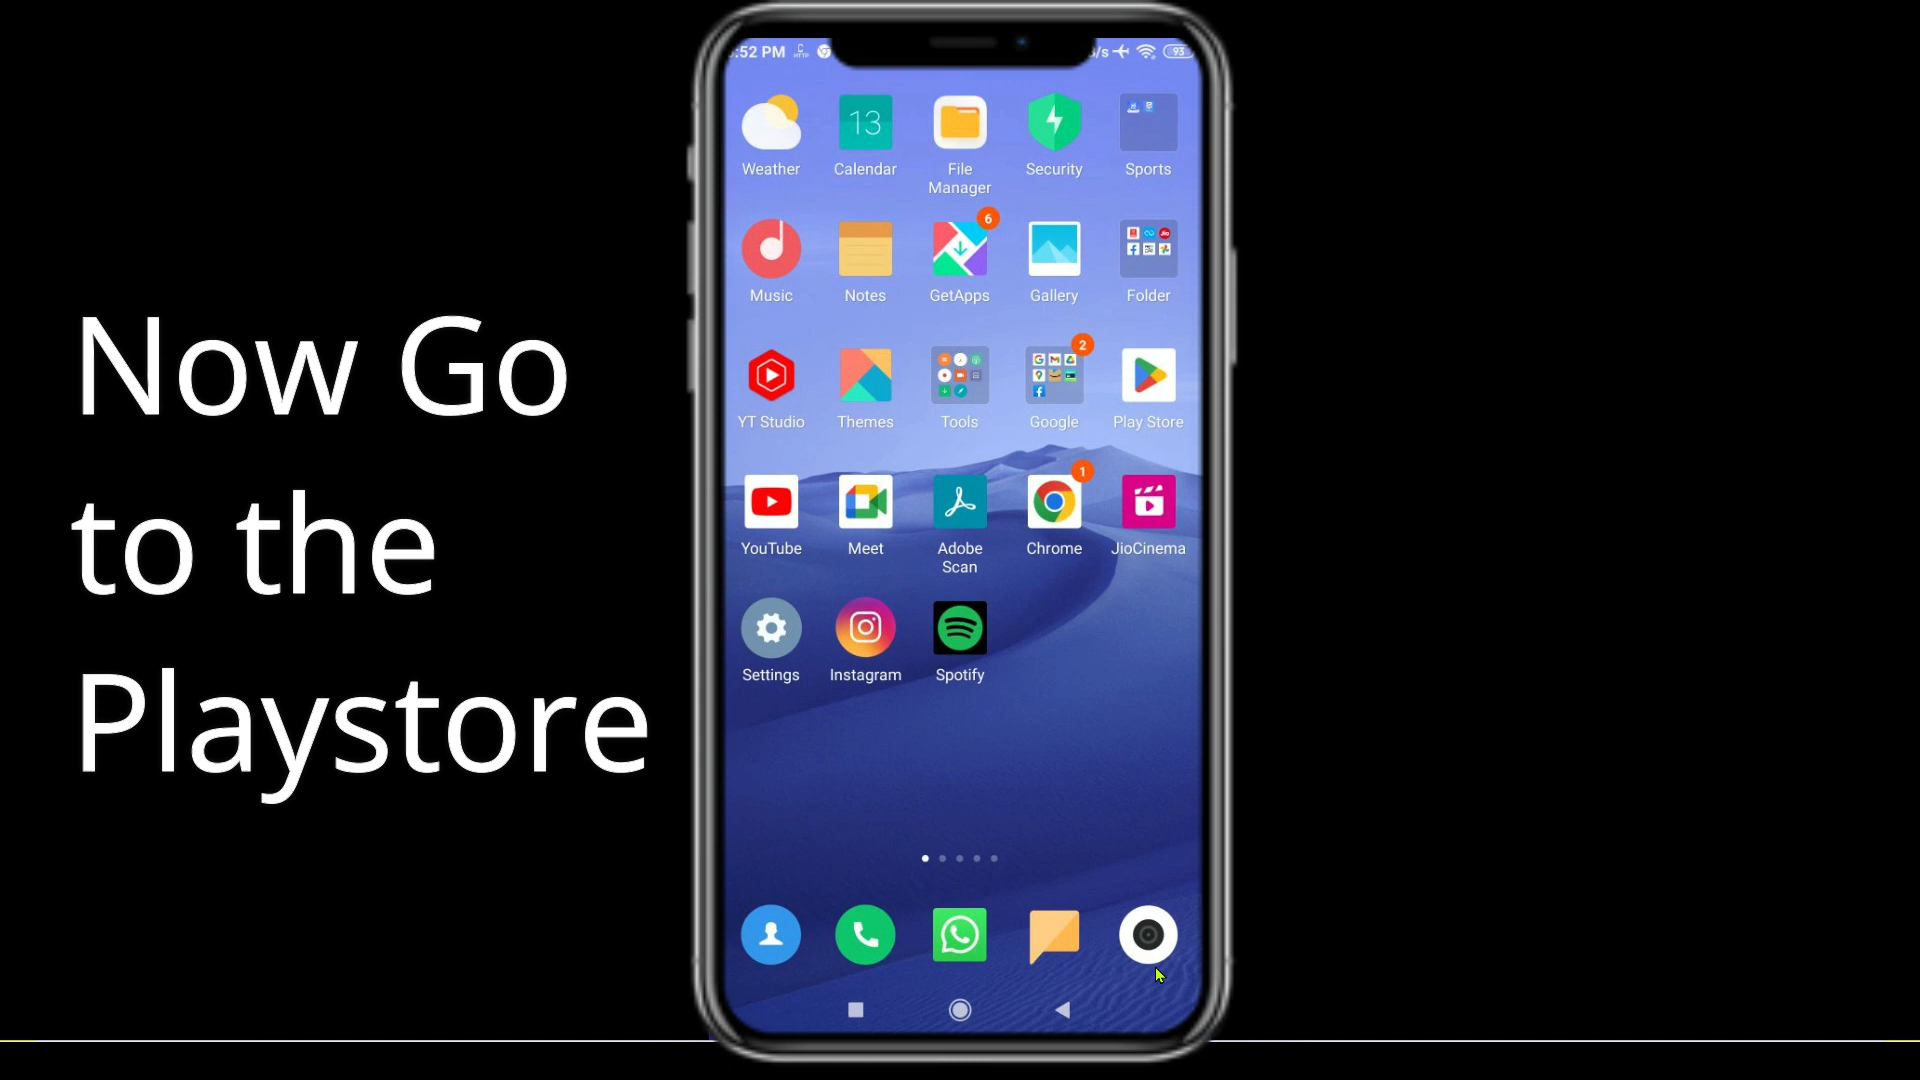 :52 PM
/s
93
Weather
13
Calendar
File
Manager
Security
Sports
Music
Notes
6
GetApps
Gallery
Folder
YT Studio
Themes
Tools
2
Google
Play Store
YouTube
Meet
Adobe
Scan
1
Chrome
JioCinema
Settings
Instagram
Spotify
Now Go
to the
Playstore